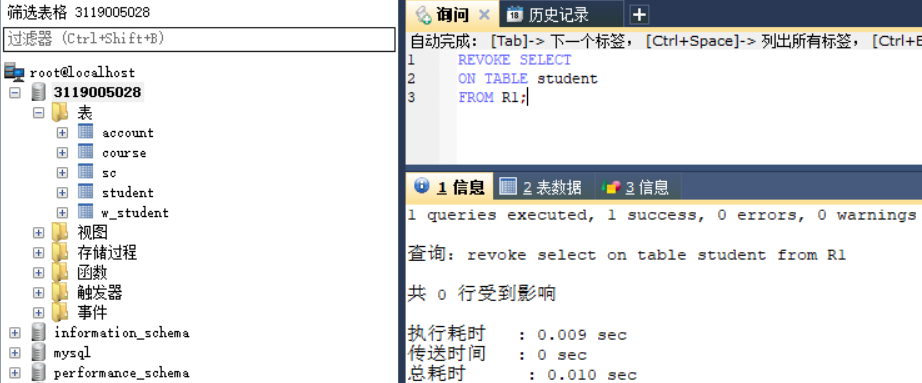 筛选表格 3119005028
过滤器 (Ctrl+Shift+B)
root@localhost
3119005028
表
account
course
sc
student
w_student
视图
存储过程
函数
触发器
事件
information_schema
mysql
performance_schema
询问
历史记录
自动完成: [Tab]-> 下一个标签, [Ctrl+Space]-> 列出所有标签, [Ctrl+E
1 REVOKE SELECT
2 ON TABLE student
3 FROM R1;
1 信息 2 表数据 3 信息
1 queries executed, 1 success, 0 errors, 0 warnings
查询: revoke select on table student from R1
共 0 行受到影响
执行耗时 : 0.009 sec
传送时间 : 0 sec
总耗时 : 0.010 sec